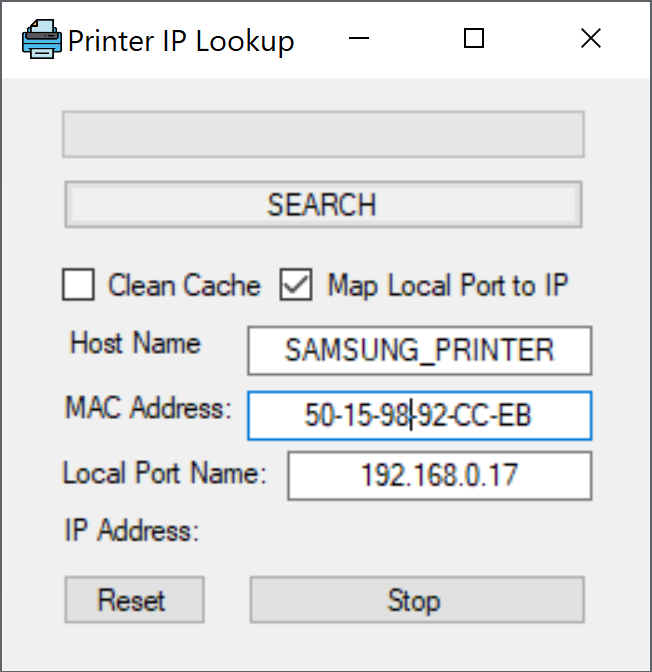 Printer IP Lookup
SEARCH
Clean Cache Map Local Port to IP
Host Name SAMSUNG_PRINTER
MAC Address: 50-15-98-92-CC-EB
Local Port Name: 192.168.0.17
IP Address:
Reset Stop